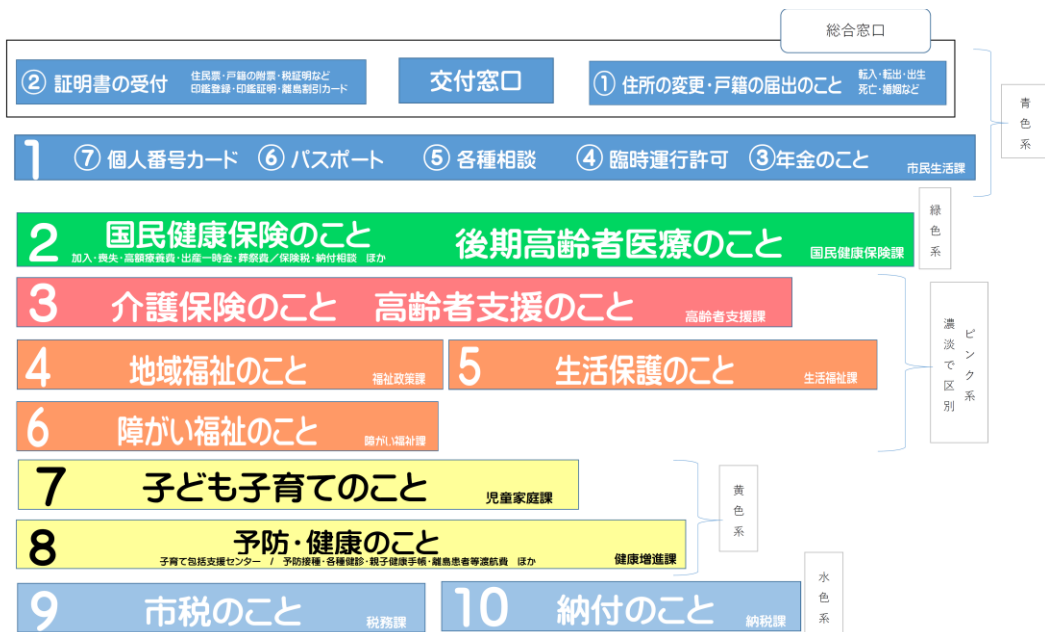 総合窓口
② 証明書の受付
住民票・戸籍の附票・税証明など
印鑑登録・印鑑証明・離島割引カード
交付窓口
① 住所の変更・戸籍の届出のこと
転入・転出・出生
死亡・婚姻など
青色系
1 ⑦ 個人番号カード ⑥ パスポート ⑤ 各種相談 ④ 臨時運行許可 ③年金のこと 市民生活課
緑色系
2 国民健康保険のこと 後期高齢者医療のこと 国民健康保険課
加入・喪失・高額療養費・出産一時金・葬祭費/保険税・納付相談 ほか
3 介護保険のこと 高齢者支援のこと 高齢者支援課
ピンク系
濃淡で区別
4 地域福祉のこと 福祉政策課
5 生活保護のこと 生活福祉課
6 障がい福祉のこと 障がい福祉課
7 子ども子育てのこと 児童家庭課
黄色系
8 予防・健康のこと 健康増進課
子育て包括支援センター / 予防接種・各種健診・親子健康手帳・離島患者等渡航費 ほか
水色系
9 市税のこと 税務課
10 納付のこと 納税課